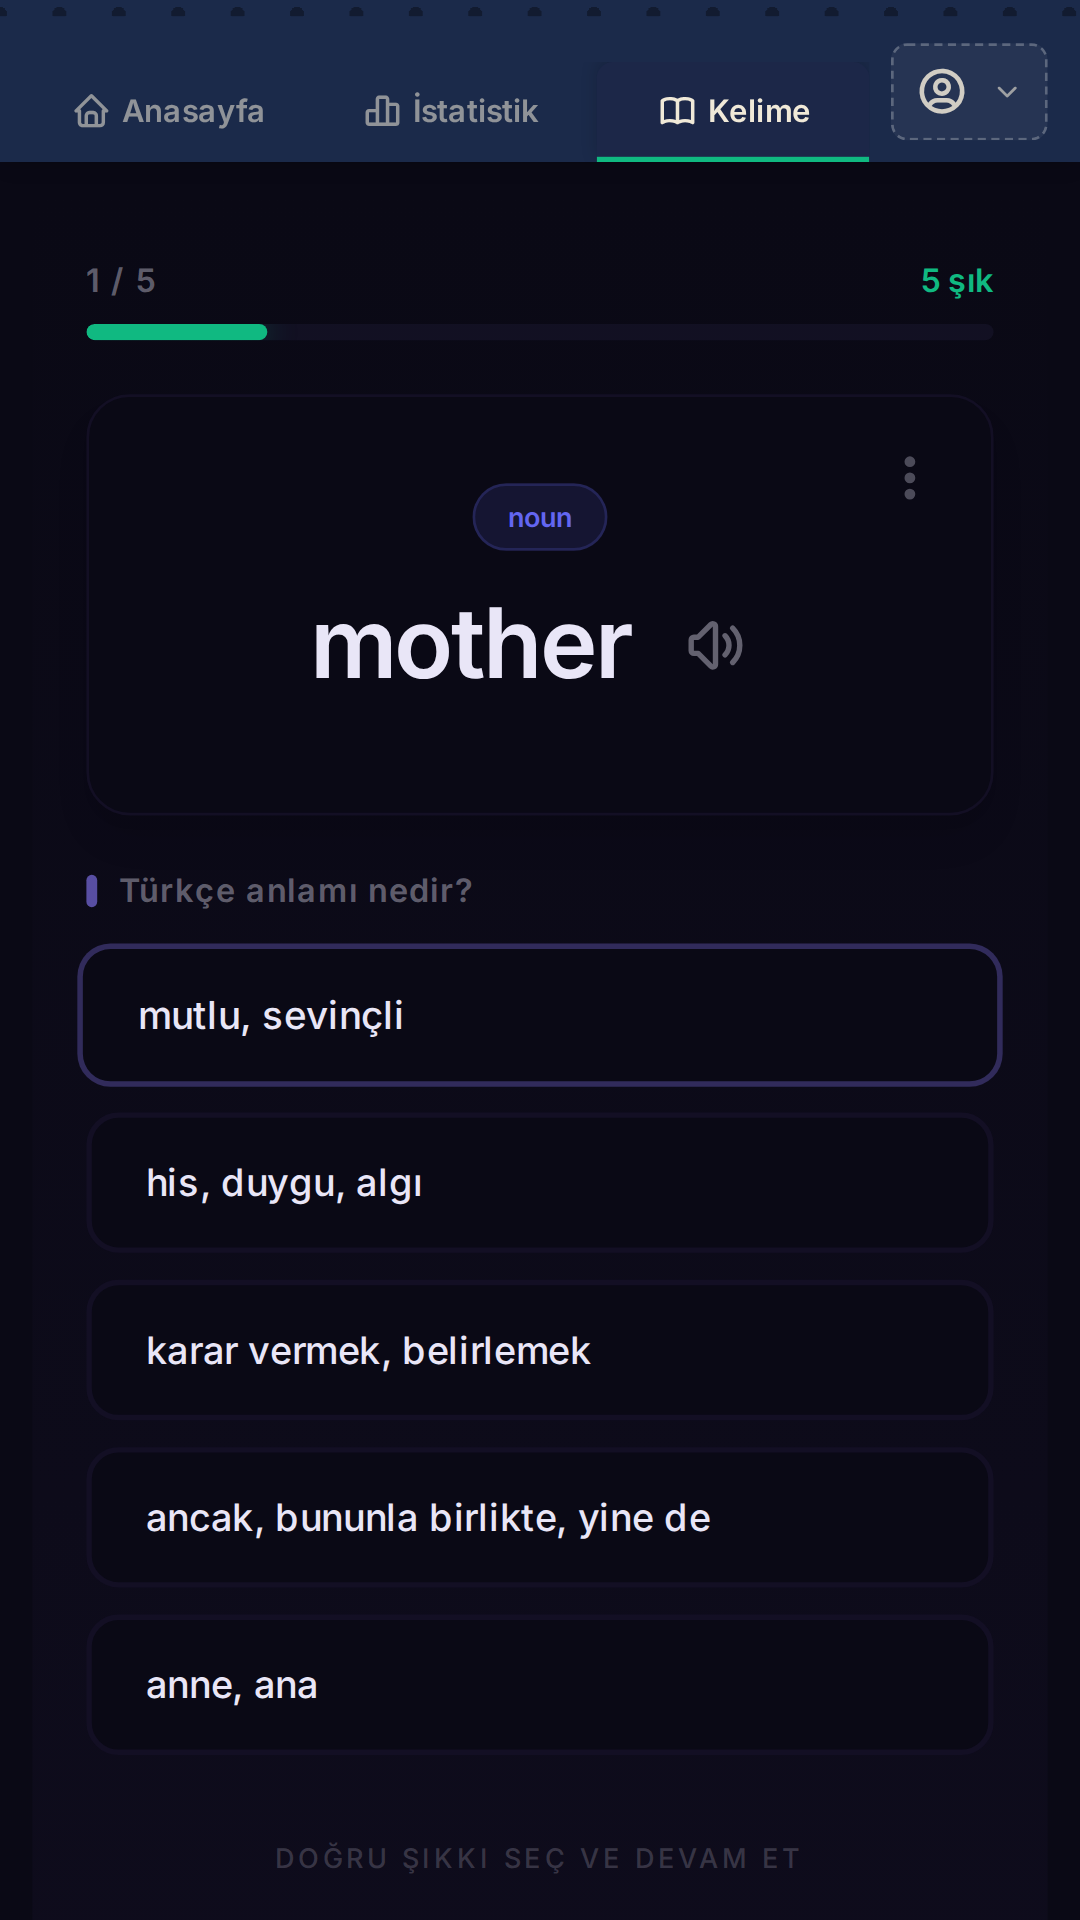 Anasayfa İstatistik Kelime
1 / 5 5 şık
noun
mother
Türkçe anlamı nedir?
mutlu, sevinçli
his, duygu, algı
karar vermek, belirlemek
ancak, bununla birlikte, yine de
anne, ana
DOĞRU ŞIKKI SEÇ VE DEVAM ET